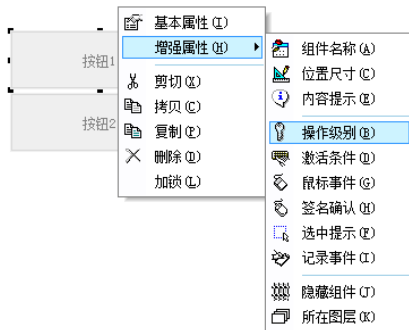 按钮1
按钮2
基本属性(I)
增强属性(H)
剪切(X)
拷贝(C)
复制(P)
删除(D)
加锁(L)
组件名称(A)
位置尺寸(C)
内容提示(E)
操作级别(B)
激活条件(D)
鼠标事件(G)
签名确认(H)
选中提示(F)
记录事件(I)
隐藏组件(J)
所在图层(K)